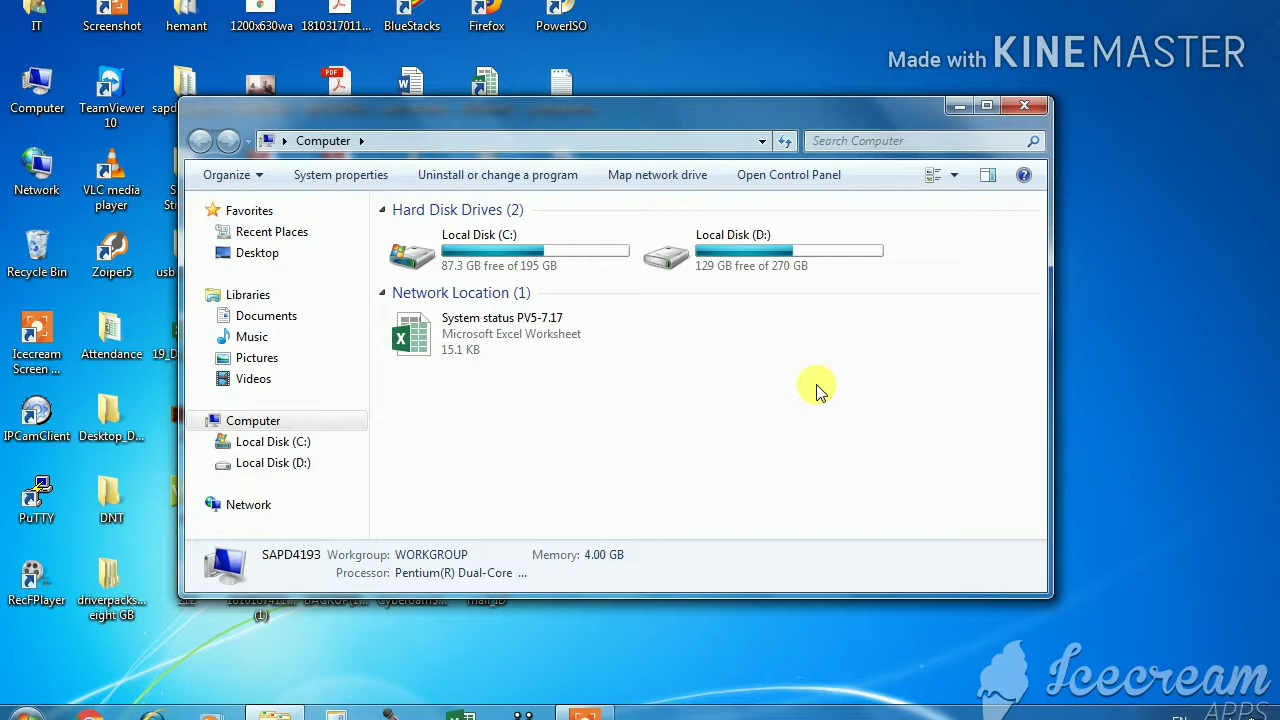 IT
Screenshot
hemant
1200x630wa
1810317011...
BlueStacks
Firefox
PowerISO
Made with KINEMASTER
Computer
TeamViewer
10
PDF
Network
VLC media
player
Recycle Bin
Zoiper5
usb
Icecream
Screen ...
Attendance
IPCamClient
Desktop_D...
PuTTY
DNT
RecFPlayer
driverpacks...
eight GB
(1)
Computer
Search Computer
Organize
System properties
Uninstall or change a program
Map network drive
Open Control Panel
Favorites
Recent Places
Desktop
Libraries
Documents
Music
Pictures
Videos
Computer
Local Disk (C:)
Local Disk (D:)
Network
Hard Disk Drives (2)
Local Disk (C:)
87.3 GB free of 195 GB
Local Disk (D:)
129 GB free of 270 GB
Network Location (1)
System status PV5-7.17
Microsoft Excel Worksheet
15.1 KB
SAPD4193 Workgroup: WORKGROUP Memory: 4.00 GB
Processor: Pentium(R) Dual-Core ...
Icecream
APPS